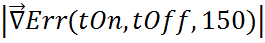 |∇⃗Err(tOn, tOff, 150)|